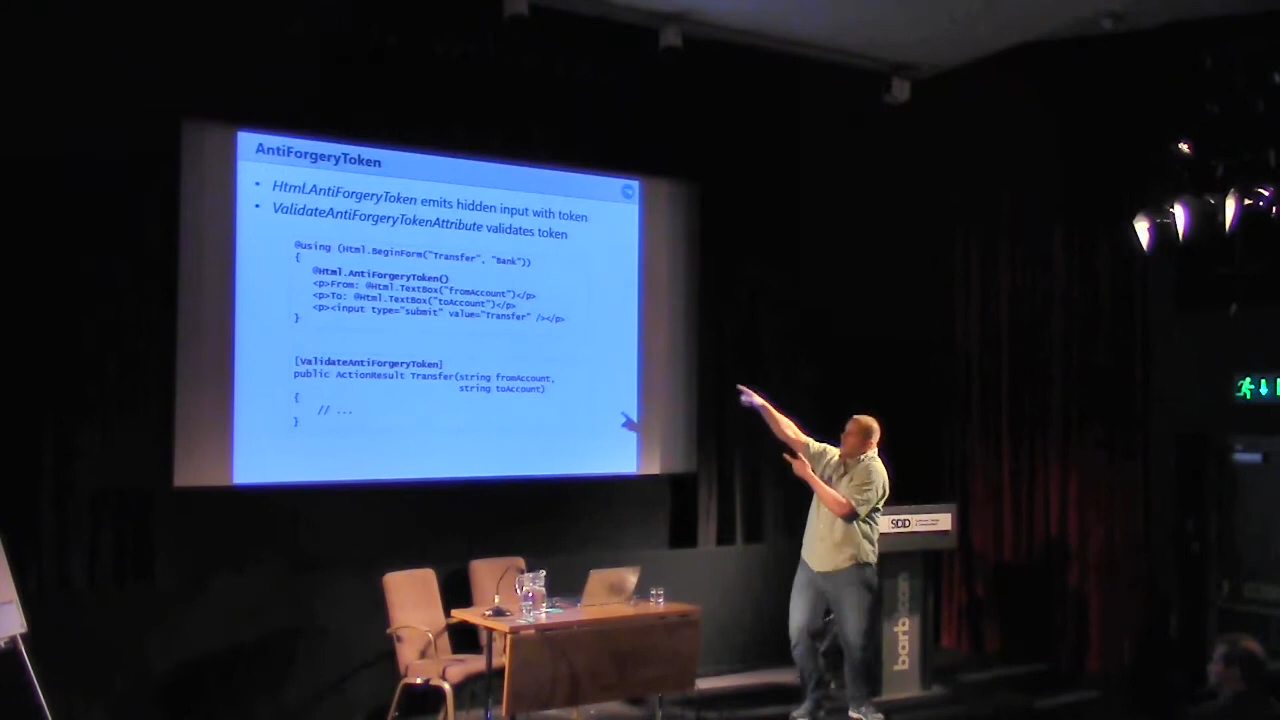 AntiForgeryToken
• Html.AntiForgeryToken emits hidden input with token
• ValidateAntiForgeryTokenAttribute validates token
@using (Html.BeginForm("Transfer", "Bank"))
{
@Html.AntiForgeryToken()
<p>From: @Html.TextBox("fromAccount")</p>
<p>To: @Html.TextBox("toAccount")</p>
<p><input type="submit" value="Transfer" /></p>
}
[ValidateAntiForgeryToken]
public ActionResult Transfer(string fromAccount,
string toAccount)
{
// ...
}
SDD
barbican